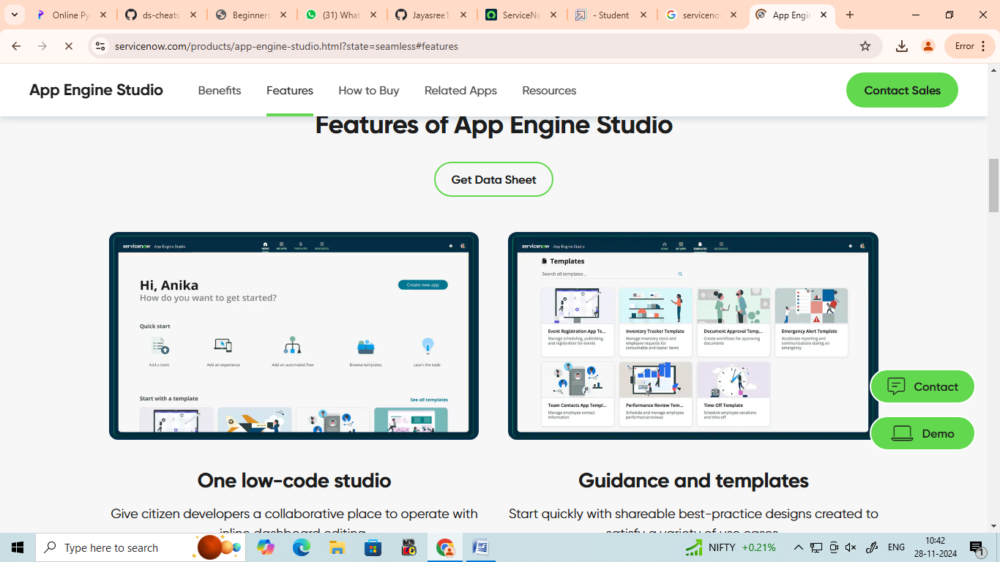 Online Py
ds-cheats
Beginners
(31) What
Jayasree1
ServiceNo
- Student
serviceno
App Engin
servicenow.com/products/app-engine-studio.html?state=seamless#features
Error
App Engine Studio
Benefits
Features
How to Buy
Related Apps
Resources
Contact Sales
Features of App Engine Studio
Get Data Sheet
servicenow App Engine Studio
HOME
MY APPS
TEMPLATES
RESOURCES
Hi, Anika
Create new app
How do you want to get started?
Quick start
Add a table
Add an experience
Add an automated flow
Browse templates
Learn the tools
Start with a template
See all templates
servicenow App Engine Studio
HOME
MY APPS
TEMPLATES
RESOURCES
Templates
Search all templates...
Event Registration App Te...
Manage scheduling, publishing,
and registration for events
Inventory Tracker Template
Manage inventory stock and
employee requests for
consumable and loaner items
Document Approval Temp...
Create workflows for approving
documents
Emergency Alert Template
Accelerate reporting and
communications during an
emergency
Team Contacts App Templ...
Manage employee contact
information
Performance Review Tem...
Schedule and manage employee
performance reviews
Time Off Template
Schedule employee vacations
and time-off
Contact
Demo
One low-code studio
Give citizen developers a collaborative place to operate with
inline dashboard editing
Guidance and templates
Start quickly with shareable best-practice designs created to
satisfy a variety of use cases
Type here to search
NIFTY +0.21%
ENG
10:42
28-11-2024
1